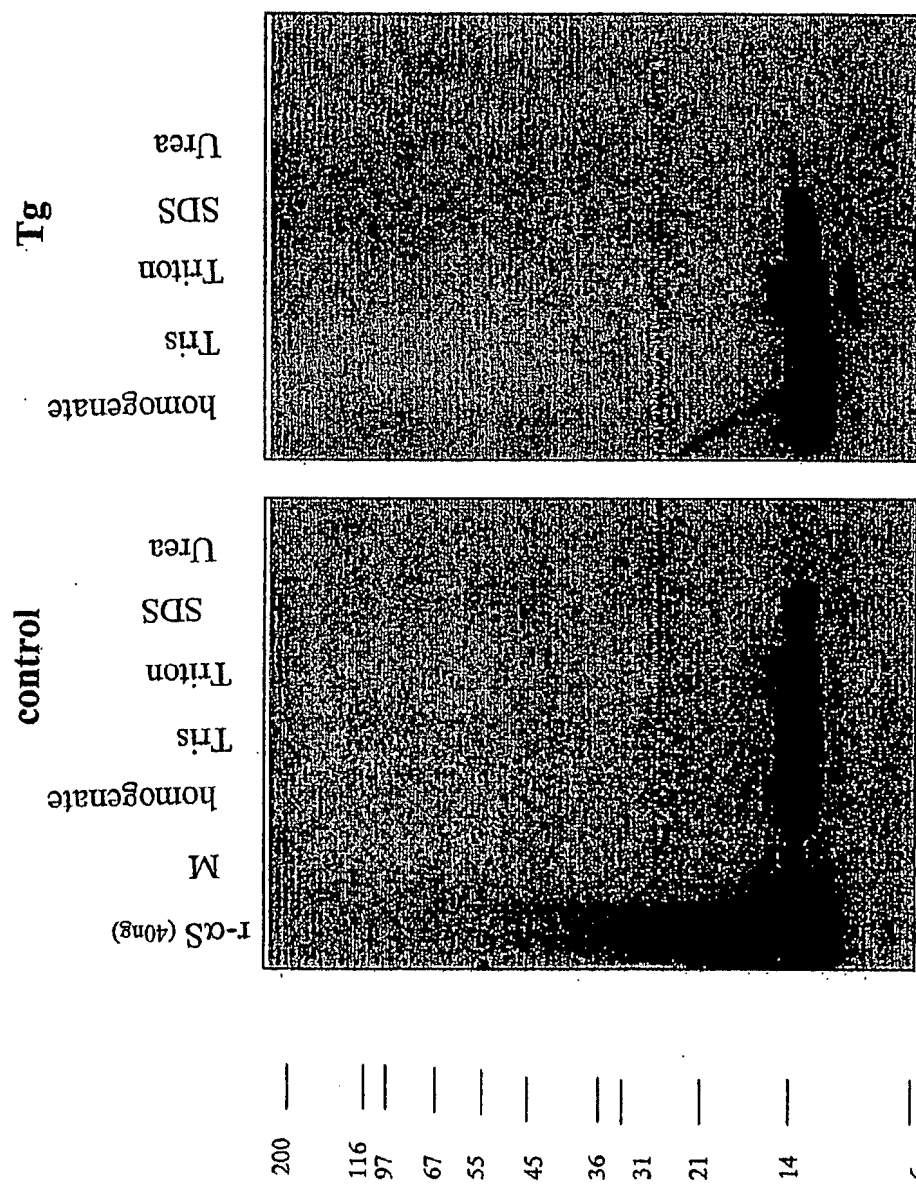 control
Tg
r-αS (40ng)
M
homogenate
Tris
Triton
SDS
Urea
homogenate
Tris
Triton
SDS
Urea
200
116
97
67
55
45
36
31
21
14